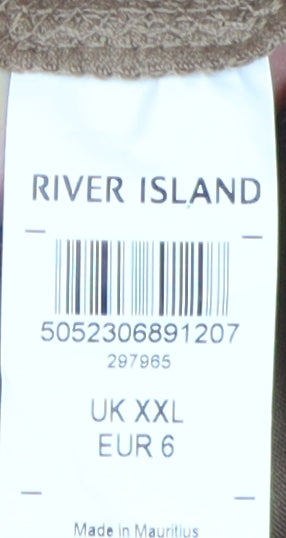 RIVER ISLAND
5052306891207
297965
UK XXL
EUR 6
Made in Mauritius